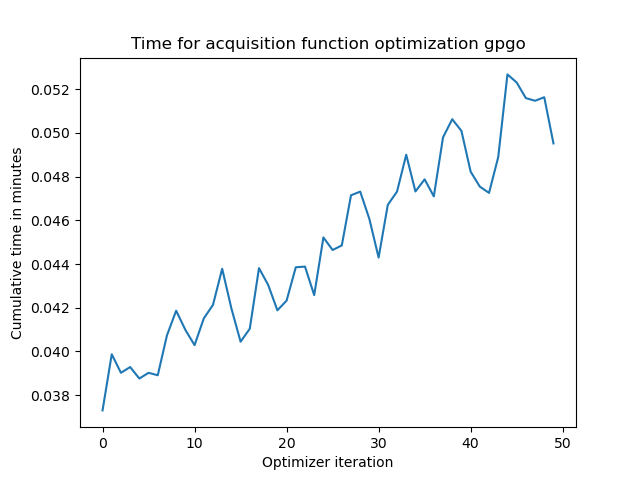 Time for acquisition function optimization gpgo
Cumulative time in minutes
0.052
0.050
0.048
0.046
0.044
0.042
0.040
0.038
0 10 20 30 40 50
Optimizer iteration